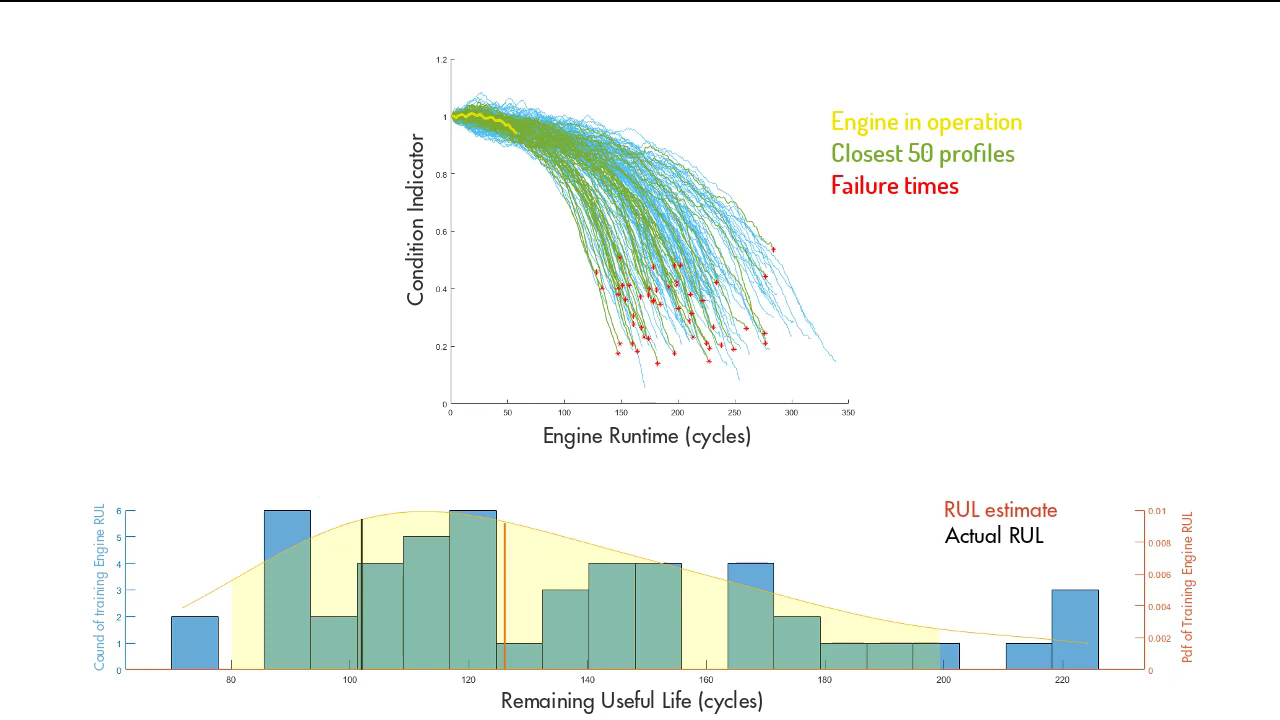 1.2
1
0.8
0.6
0.4
0.2
0
0 50 100 150 200 250 300 350
Condition Indicator
Engine Runtime (cycles)
Engine in operation
Closest 50 profiles
Failure times
Cound of training Engine RUL
6
5
4
3
2
1
0
80 100 120 140 160 180 200 220
Remaining Useful Life (cycles)
RUL estimate
Actual RUL
0.01
0.008
0.006
0.004
0.002
0
Pdf of Training Engine RUL